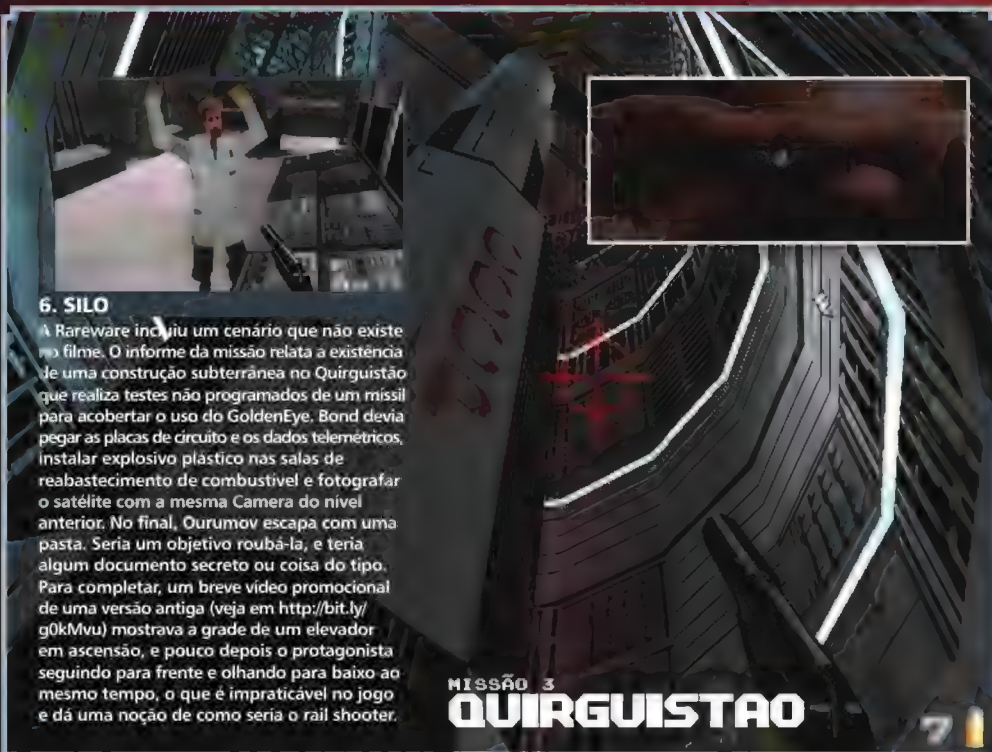 6. SILO
A Rareware incluiu um cenário que não existe
no filme. O informe da missão relata a existência
de uma construção subterrânea no Quirguistão
que realiza testes não programados de um míssil
para acobertar o uso do GoldenEye. Bond devia
pegar as placas de circuito e os dados telemétricos,
instalar explosivo plástico nas salas de
reabastecimento de combustível e fotografar
o satélite com a mesma Camera do nível
anterior. No final, Ourumov escapa com uma
pasta. Seria um objetivo roubá-la, e teria
algum documento secreto ou coisa do tipo.
Para completar, um breve vídeo promocional
de uma versão antiga (veja em http://bit.ly/
g0kMvu) mostrava a grade de um elevador
em ascensão, e pouco depois o protagonista
seguindo para frente e olhando para baixo ao
mesmo tempo, o que é impraticável no jogo
e dá uma noção de como seria o rail shooter.
MISSÃO 3
QUIRGUISTAO
7